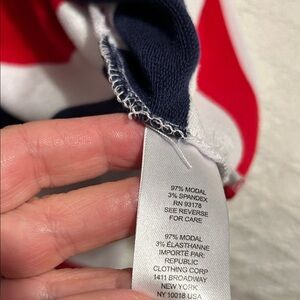 97% MODAL
3% SPANDEX
RN 93178
SEE REVERSE
FOR CARE
97% MODAL
3% ÉLASTHANNE
IMPORTÉ PAR:
REPUBLIC
CLOTHING CORP
1411 BROADWAY
NEW YORK,
NY 10018 USA